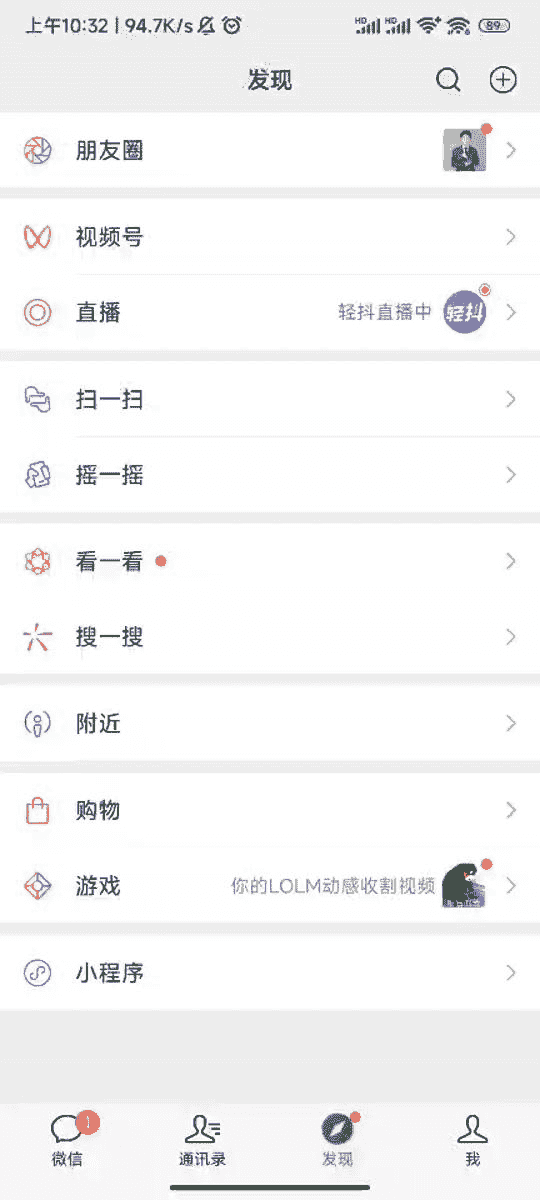 上午10:32 | 94.7K/s HD HD 89
发现
朋友圈
视频号
直播 轻抖直播中 轻抖
扫一扫
摇一摇
看一看
搜一搜
附近
购物
游戏 你的LOLM动感收割视频
小程序
1
微信 通讯录 发现 我